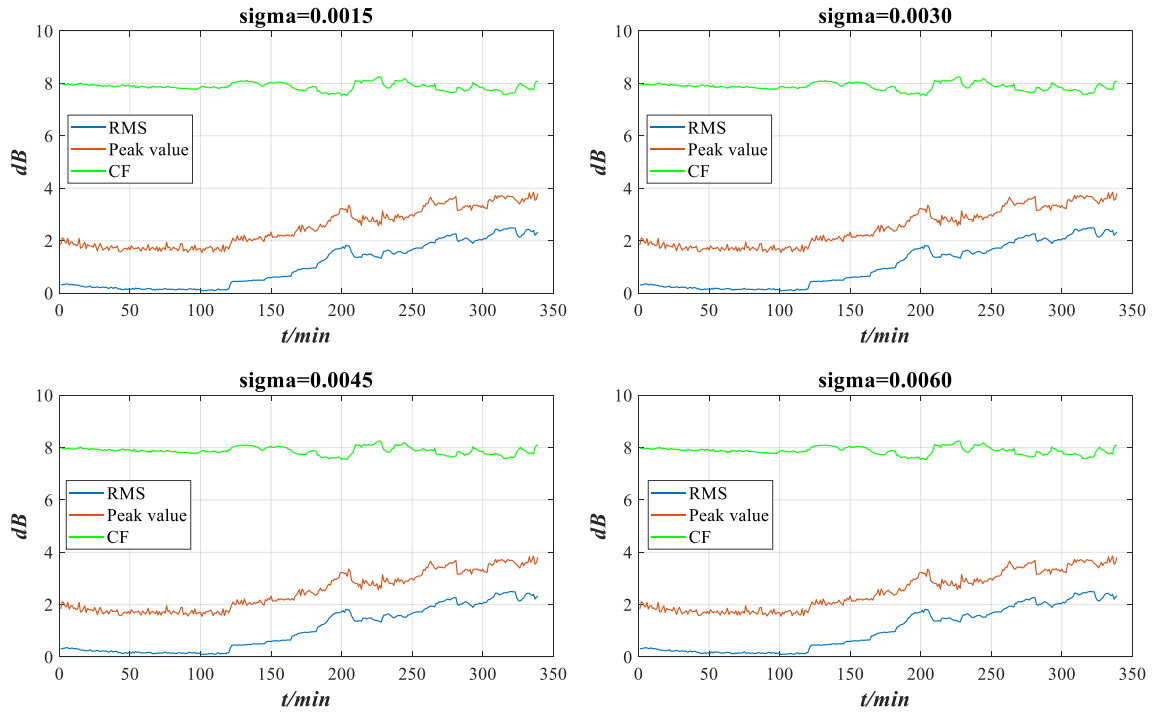 sigma=0.0015
10
8
6
4
2
0
dB
RMS
Peak value
CF
0 50 100 150 200 250 300 350
t/min
sigma=0.0030
10
8
6
4
2
0
dB
RMS
Peak value
CF
0 50 100 150 200 250 300 350
t/min
sigma=0.0045
10
8
6
4
2
0
dB
RMS
Peak value
CF
0 50 100 150 200 250 300 350
t/min
sigma=0.0060
10
8
6
4
2
0
dB
RMS
Peak value
CF
0 50 100 150 200 250 300 350
t/min